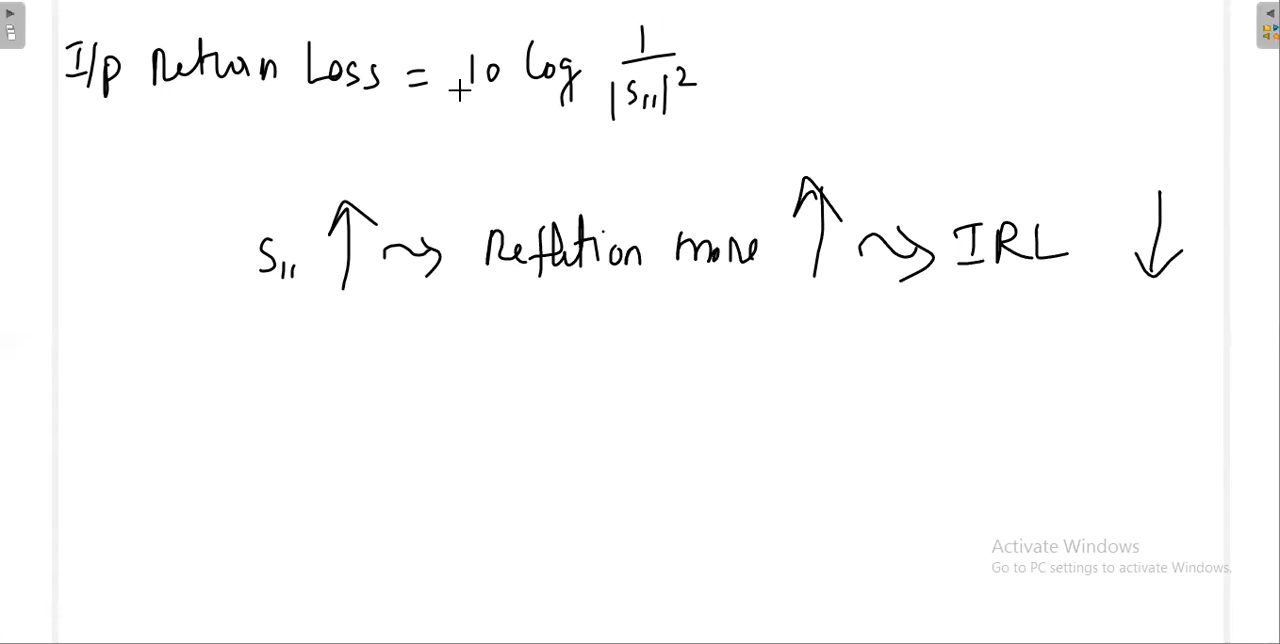 I/p Return Loss = 10 log 1/|S11|^2
S11 ↑ ⇝ Refltion more ↑ ⇝ IRL ↓
Activate Windows
Go to PC settings to activate Windows.